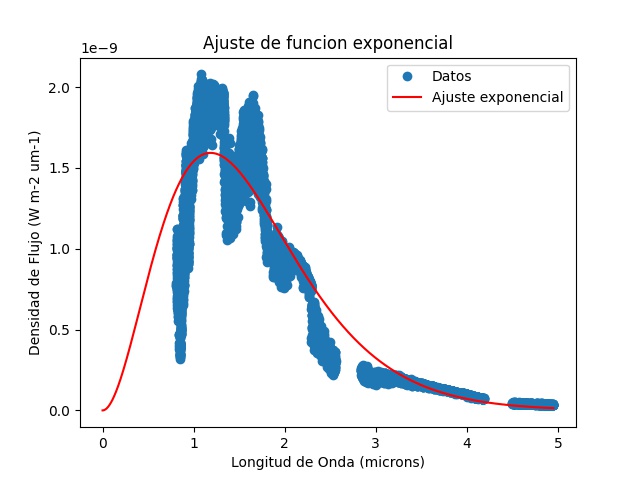 Ajuste de funcion exponencial
1e−9
Datos
Ajuste exponencial
2.0
1.5
1.0
0.5
0.0
Densidad de Flujo (W m-2 um-1)
0 1 2 3 4 5
Longitud de Onda (microns)